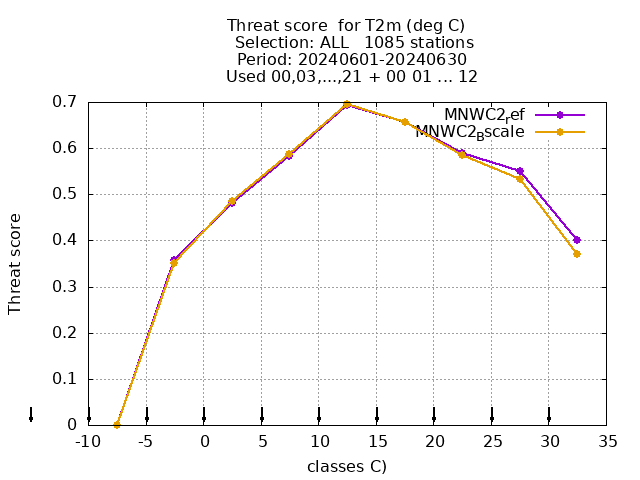 Threat score  for T2m (deg C)
Selection: ALL   1085 stations
Period: 20240601-20240630
Used 00,03,...,21 + 00 01 ... 12
MNWC2_ref
MNWC2_Bscale
0.7
0.6
0.5
0.4
0.3
0.2
0.1
0
Threat score
-10 -5 0 5 10 15 20 25 30 35
classes C)